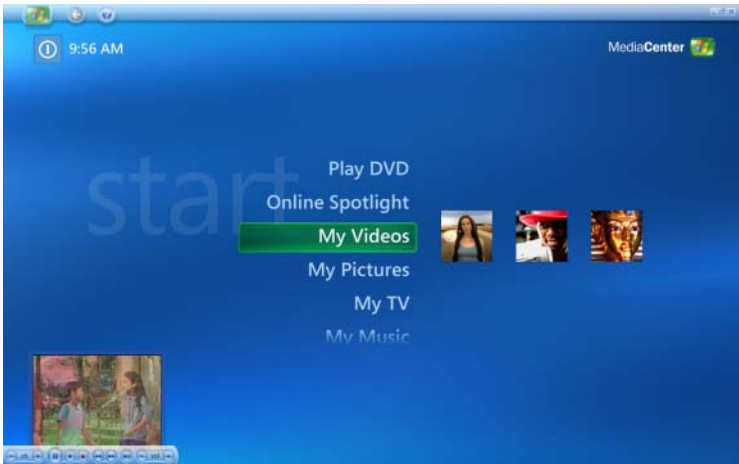 9:56 AM
MediaCenter
start
Play DVD
Online Spotlight
My Videos
My Pictures
My TV
My Music